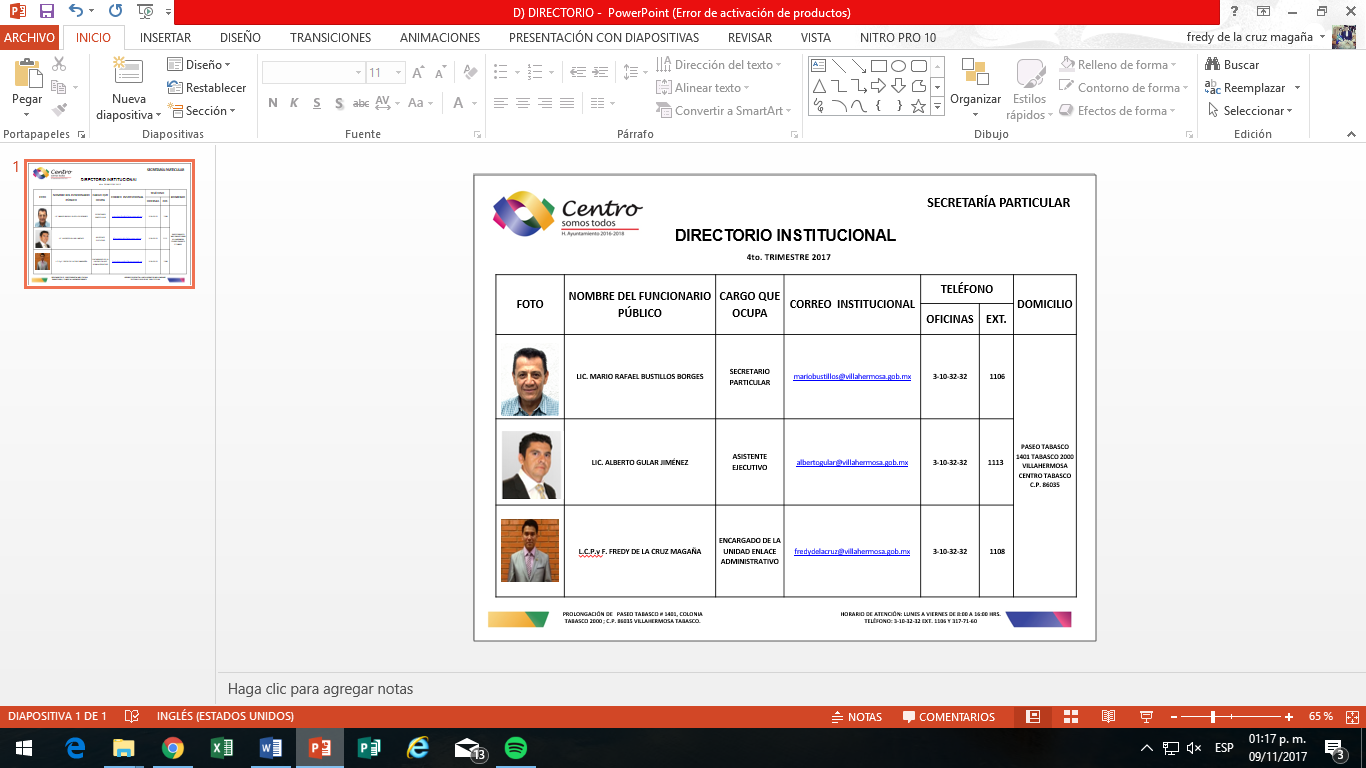 D) DIRECTORIO - PowerPoint (Error de activación de productos)
ARCHIVO INICIO INSERTAR DISEÑO TRANSICIONES ANIMACIONES PRESENTACIÓN CON DIAPOSITIVAS REVISAR VISTA NITRO PRO 10 fredy de la cruz magaña
Pegar
Nueva diapositiva
Diseño
Restablecer
Sección
11
N K S S abc AV Aa A
Dirección del texto
Alinear texto
Convertir a SmartArt
Organizar
Estilos rápidos
Relleno de forma
Contorno de forma
Efectos de forma
Buscar
Reemplazar
Seleccionar
Portapapeles Diapositivas Fuente Párrafo Dibujo Edición
1
Centro
somos todos
H. Ayuntamiento 2016-2018
SECRETARÍA PARTICULAR
DIRECTORIO INSTITUCIONAL
4to. TRIMESTRE 2017
FOTO
NOMBRE DEL FUNCIONARIO
PÚBLICO
CARGO QUE
OCUPA
CORREO INSTITUCIONAL
TELÉFONO
OFICINAS EXT.
DOMICILIO
LIC. MARIO RAFAEL BUSTILLOS BORGES
SECRETARIO
PARTICULAR
mariobustillos@villahermosa.gob.mx
3-10-32-32
1106
LIC. ALBERTO GULAR JIMÉNEZ
ASISTENTE
EJECUTIVO
albertogular@villahermosa.gob.mx
3-10-32-32
1113
PASEO TABASCO
1401 TABASCO 2000
VILLAHERMOSA
CENTRO TABASCO
C.P. 86035
L.C.P.y F. FREDY DE LA CRUZ MAGAÑA
ENCARGADO DE LA
UNIDAD ENLACE
ADMINISTRATIVO
fredydelacruz@villahermosa.gob.mx
3-10-32-32
1108
PROLONGACIÓN DE PASEO TABASCO # 1401, COLONIA
TABASCO 2000 ; C.P. 86035 VILLAHERMOSA TABASCO.
HORARIO DE ATENCIÓN: LUNES A VIERNES DE 8:00 A 16:00 HRS.
TELÉFONO: 3-10-32-32 EXT. 1106 Y 317-71-60
Haga clic para agregar notas
DIAPOSITIVA 1 DE 1 INGLÉS (ESTADOS UNIDOS) NOTAS COMENTARIOS 65 %
13
ESP
01:17 p. m.
09/11/2017
3